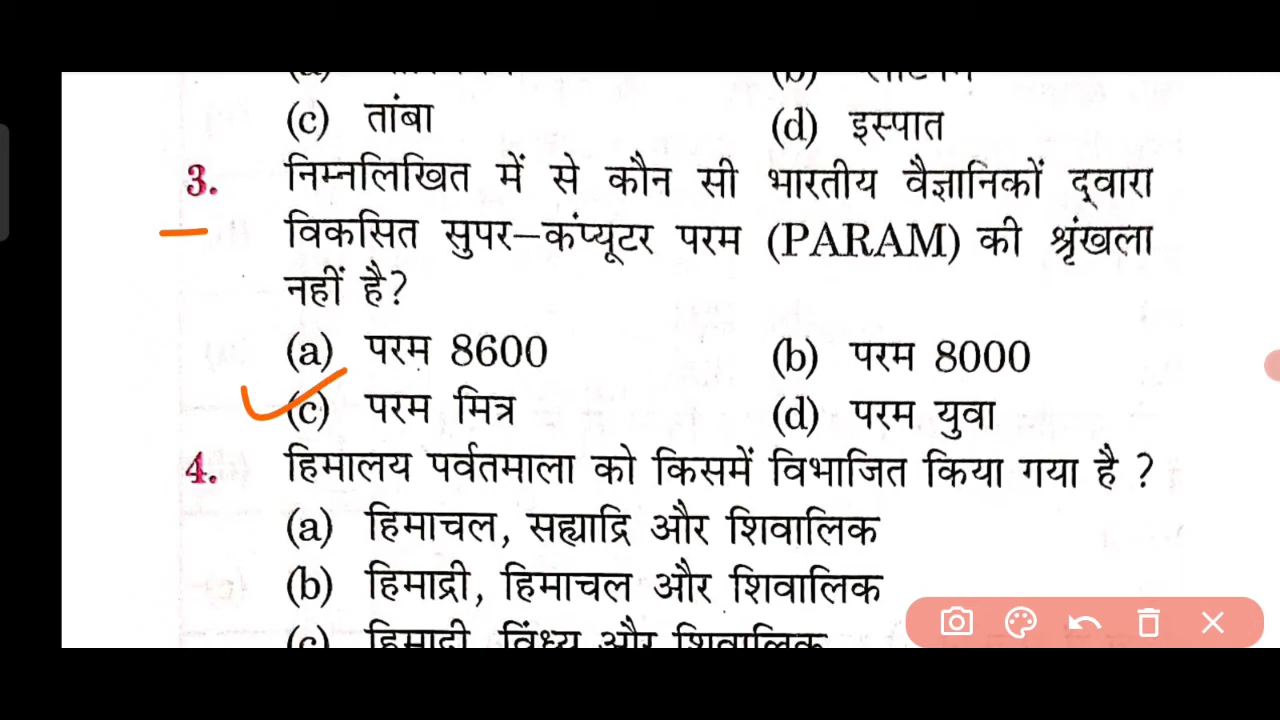 (c) तांबा (d) इस्पात
3. निम्नलिखित में से कौन सी भारतीय वैज्ञानिकों द्वारा
विकसित सुपर–कंप्यूटर परम (PARAM) की श्रृंखला
नहीं है?
(a) परम 8600 (b) परम 8000
(c) परम मित्र (d) परम युवा
4. हिमालय पर्वतमाला को किसमें विभाजित किया गया है ?
(a) हिमाचल, सह्याद्रि और शिवालिक
(b) हिमाद्री, हिमाचल और शिवालिक
(c) हिमाद्री, विंध्य और शिवालिक